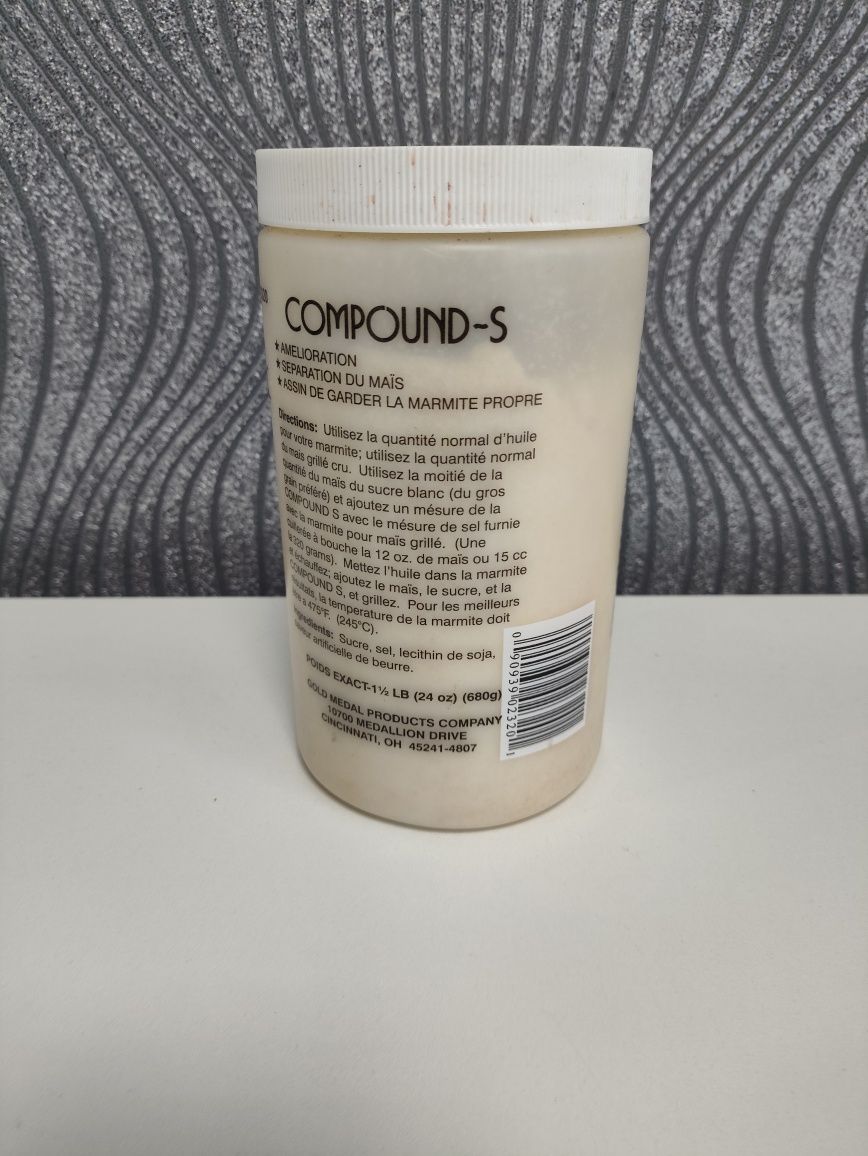 COMPOUND-S
★AMELIORATION
★SEPARATION DU MAÏS
★ASSIN DE GARDER LA MARMITE PROPRE
Directions: Utilisez la quantité normal d'huile
pour votre marmite; utilisez la quantité normal
du maïs grillé cru. Utilisez la moitié de la
quantité du maïs du sucre blanc (du gros
grain préféré) et ajoutez un mésure de la
COMPOUND S avec le mésure de sel furnie
avec la marmite pour maïs grillé. (Une
cuillerée à bouche la 12 oz. de maïs ou 15 cc
la 320 grams). Mettez l'huile dans la marmite
et échauffez; ajoutez le maïs, le sucre, et la
COMPOUND S, et grillez. Pour les meilleurs
résultats, la temperature de la marmite doit
être a 475°F. (245°C).
Ingredients: Sucre, sel, lecithin de soja,
saveur artificielle de beurre.
POIDS EXACT-1½ LB (24 oz) (680g)
GOLD MEDAL PRODUCTS COMPANY
10700 MEDALLION DRIVE
CINCINNATI, OH 45241-4807
0 90939 02320 1